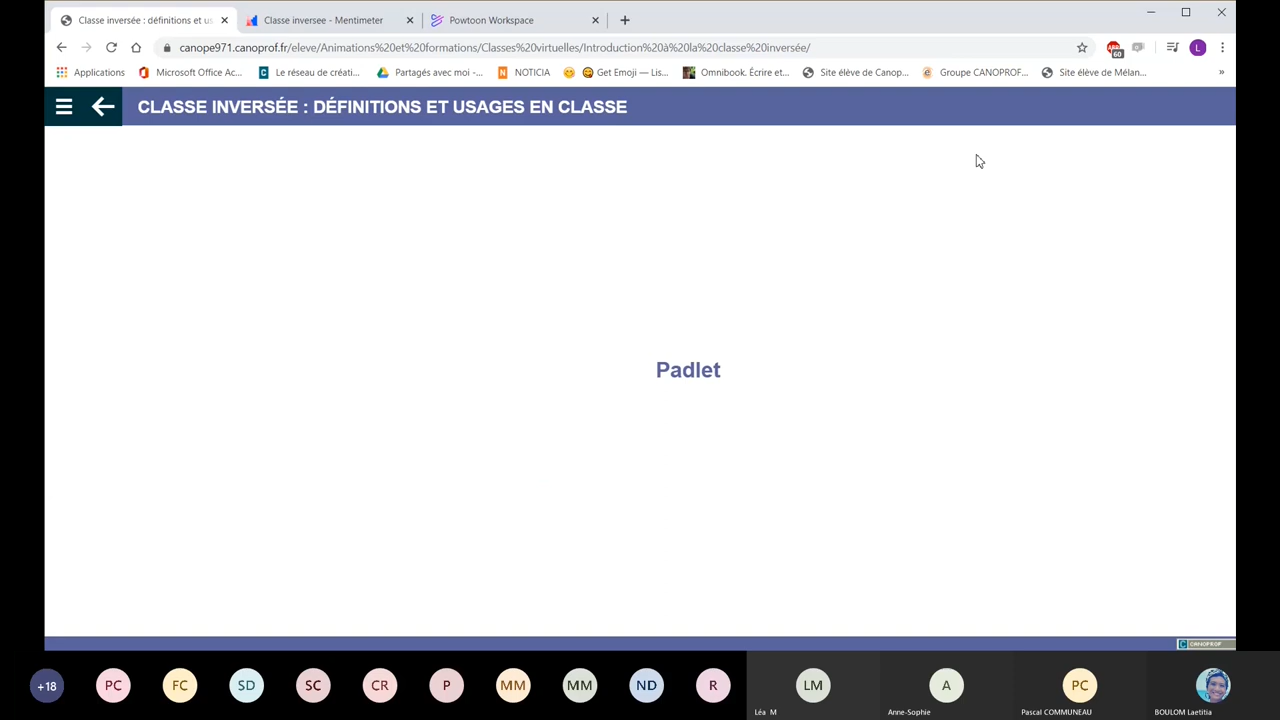 Classe inversée : définitions et us
Classe inversee - Mentimeter
Powtoon Workspace
canope971.canoprof.fr/eleve/Animations%20et%20formations/Classes%20virtuelles/Introduction%20à%20la%20classe%20inversée/
ABP
60
L
Applications
Microsoft Office Ac...
Le réseau de créati...
Partagés avec moi -...
NOTICIA
Get Emoji — Lis...
Omnibook. Écrire et...
Site élève de Canop...
Groupe CANOPROF...
Site élève de Mélan...
CLASSE INVERSÉE : DÉFINITIONS ET USAGES EN CLASSE
Padlet
CANOPROF
+18
PC
FC
SD
SC
CR
P
MM
MM
ND
R
LM
A
PC
Léa M
Anne-Sophie
Pascal COMMUNEAU
BOULOM Laetitia